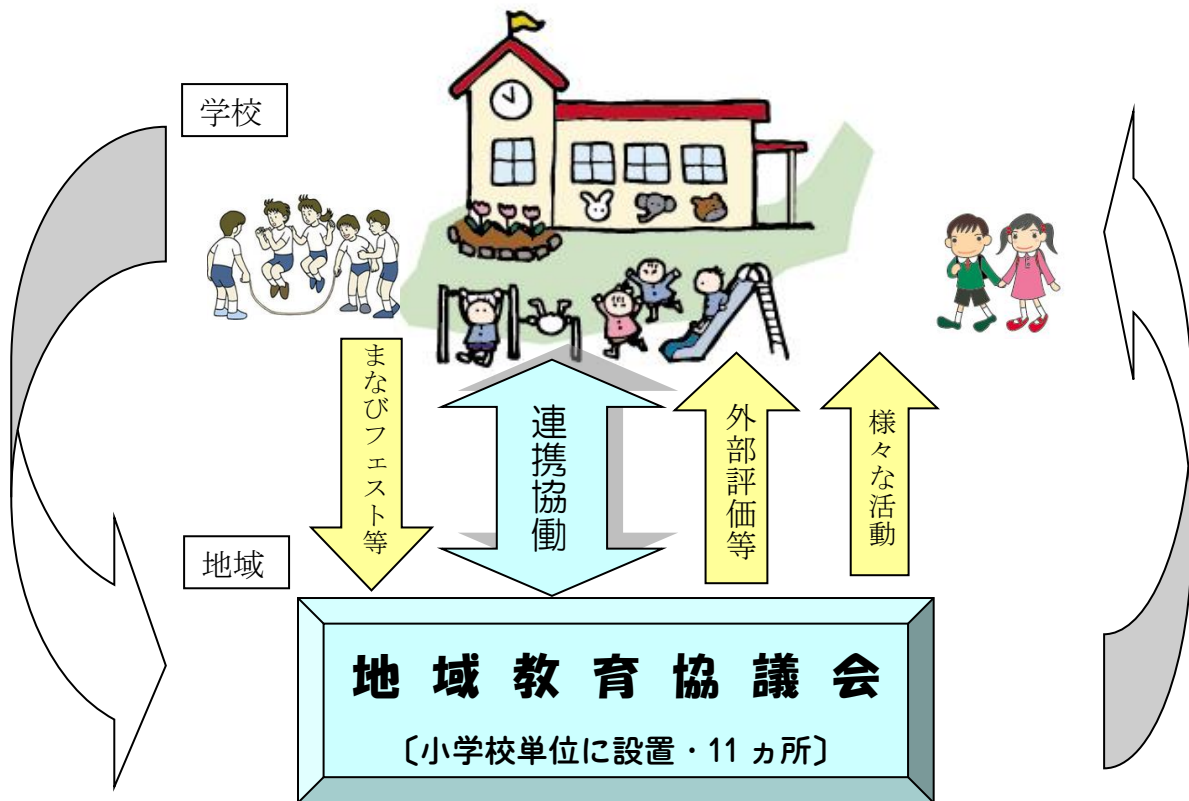 学校
まなびフェスト等
連携協働
外部評価等
様々な活動
地域
地域教育協議会
〔小学校単位に設置・11ヵ所〕